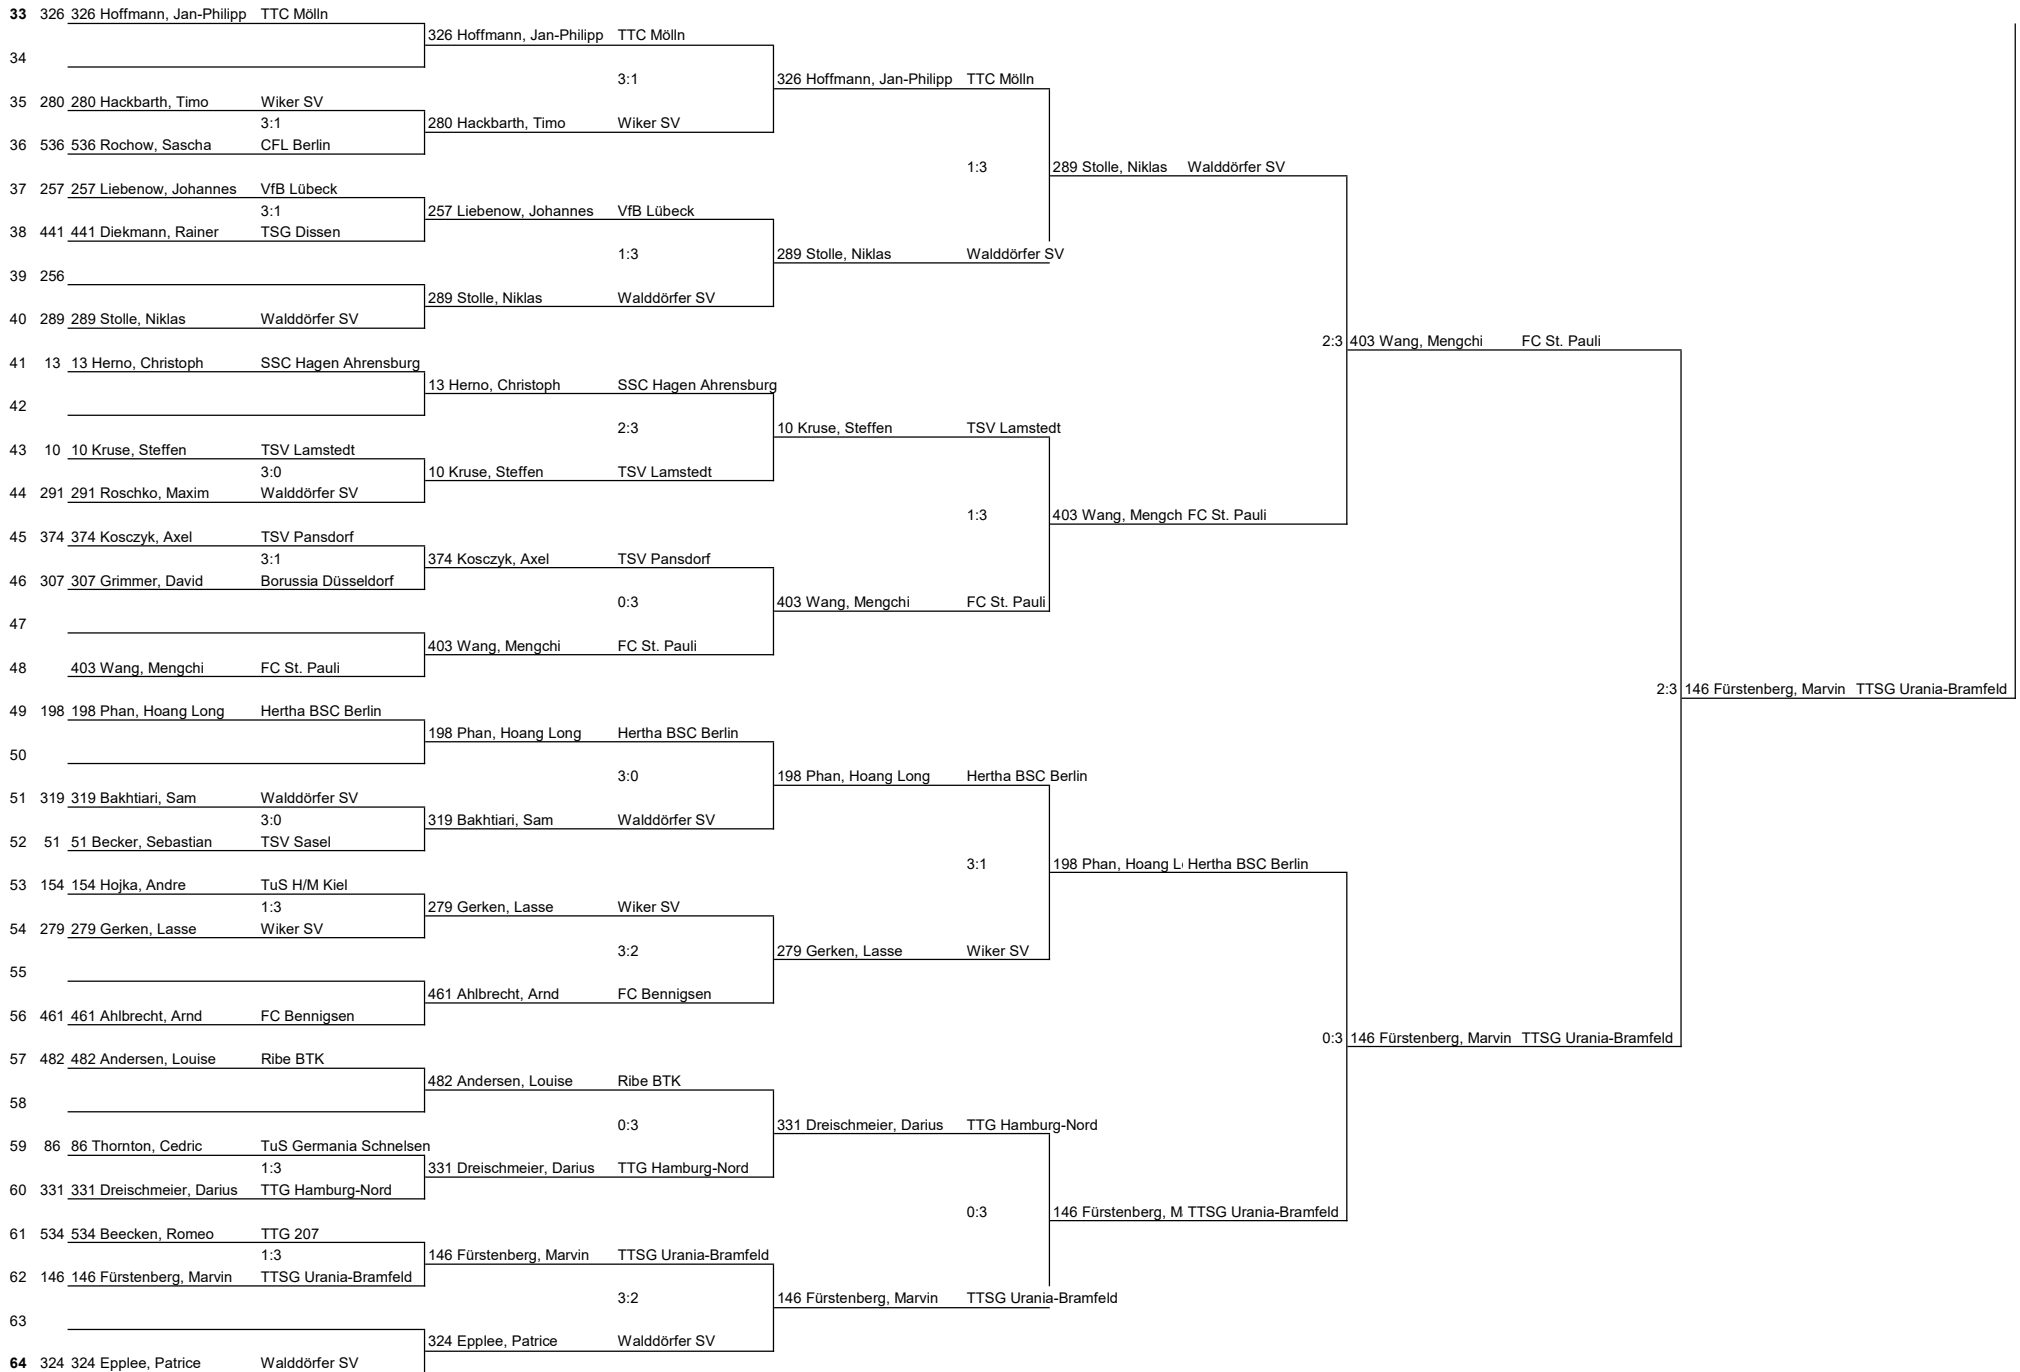 33 326 326 Hoffmann, Jan-Philipp TTC Mölln
326 Hoffmann, Jan-Philipp TTC Mölln
34
3:1 326 Hoffmann, Jan-Philipp TTC Mölln
35 280 280 Hackbarth, Timo Wiker SV
3:1 280 Hackbarth, Timo Wiker SV
36 536 536 Rochow, Sascha CFL Berlin
1:3 289 Stolle, Niklas Walddörfer SV
37 257 257 Liebenow, Johannes VfB Lübeck
3:1 257 Liebenow, Johannes VfB Lübeck
38 441 441 Diekmann, Rainer TSG Dissen
1:3 289 Stolle, Niklas Walddörfer SV
39 256
289 Stolle, Niklas Walddörfer SV
40 289 289 Stolle, Niklas Walddörfer SV
2:3 403 Wang, Mengchi FC St. Pauli
41 13 13 Herno, Christoph SSC Hagen Ahrensburg
13 Herno, Christoph SSC Hagen Ahrensburg
42
2:3 10 Kruse, Steffen TSV Lamstedt
43 10 10 Kruse, Steffen TSV Lamstedt
3:0 10 Kruse, Steffen TSV Lamstedt
44 291 291 Roschko, Maxim Walddörfer SV
1:3 403 Wang, Mengch FC St. Pauli
45 374 374 Kosczyk, Axel TSV Pansdorf
3:1 374 Kosczyk, Axel TSV Pansdorf
46 307 307 Grimmer, David Borussia Düsseldorf
0:3 403 Wang, Mengchi FC St. Pauli
47
403 Wang, Mengchi FC St. Pauli
48 403 Wang, Mengchi FC St. Pauli
2:3 146 Fürstenberg, Marvin TTSG Urania-Bramfeld
49 198 198 Phan, Hoang Long Hertha BSC Berlin
198 Phan, Hoang Long Hertha BSC Berlin
50
3:0 198 Phan, Hoang Long Hertha BSC Berlin
51 319 319 Bakhtiari, Sam Walddörfer SV
3:0 319 Bakhtiari, Sam Walddörfer SV
52 51 51 Becker, Sebastian TSV Sasel
3:1 198 Phan, Hoang L Hertha BSC Berlin
53 154 154 Hojka, Andre TuS H/M Kiel
1:3 279 Gerken, Lasse Wiker SV
54 279 279 Gerken, Lasse Wiker SV
3:2 279 Gerken, Lasse Wiker SV
55
461 Ahlbrecht, Arnd FC Bennigsen
56 461 461 Ahlbrecht, Arnd FC Bennigsen
0:3 146 Fürstenberg, Marvin TTSG Urania-Bramfeld
57 482 482 Andersen, Louise Ribe BTK
482 Andersen, Louise Ribe BTK
58
0:3 331 Dreischmeier, Darius TTG Hamburg-Nord
59 86 86 Thornton, Cedric TuS Germania Schnelsen
1:3 331 Dreischmeier, Darius TTG Hamburg-Nord
60 331 331 Dreischmeier, Darius TTG Hamburg-Nord
0:3 146 Fürstenberg, M TTSG Urania-Bramfeld
61 534 534 Beecken, Romeo TTG 207
1:3 146 Fürstenberg, Marvin TTSG Urania-Bramfeld
62 146 146 Fürstenberg, Marvin TTSG Urania-Bramfeld
3:2 146 Fürstenberg, Marvin TTSG Urania-Bramfeld
63
324 Epplee, Patrice Walddörfer SV
64 324 324 Epplee, Patrice Walddörfer SV